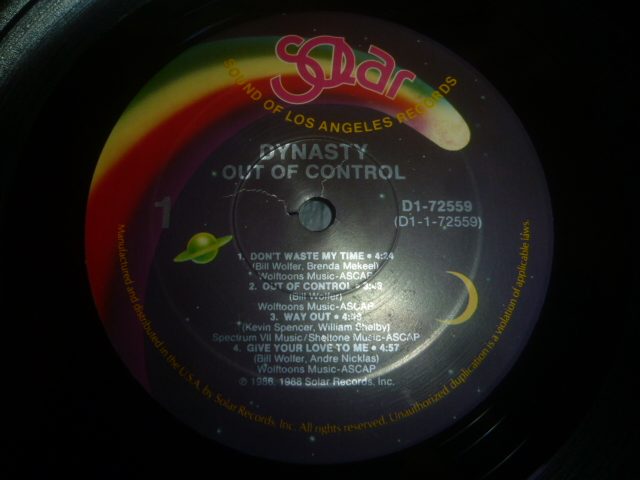 SOLAR
SOUND OF LOS ANGELES RECORDS
DYNASTY
OUT OF CONTROL
1
D1-72559
(D1-1-72559)
1. DON'T WASTE MY TIME • 4:24
(Bill Wolfer, Brenda Mekeel)
Wolftoons Music-ASCAP
2. OUT OF CONTROL •
(Bill Wolfer)
Wolftoons Music-ASCAP
3. WAY OUT •
(Kevin Spencer, William Shelby)
Spectrum VII Music/Sheltone Music-ASCAP
4. GIVE YOUR LOVE TO ME • 4:57
(Bill Wolfer, Andre Nicklas)
Wolftoons Music-ASCAP
© 1986, 1988 Solar Records, Inc.
Manufactured and distributed in the U.S.A. by Solar Records, Inc. All rights reserved. Unauthorized duplication is a violation of applicable laws.